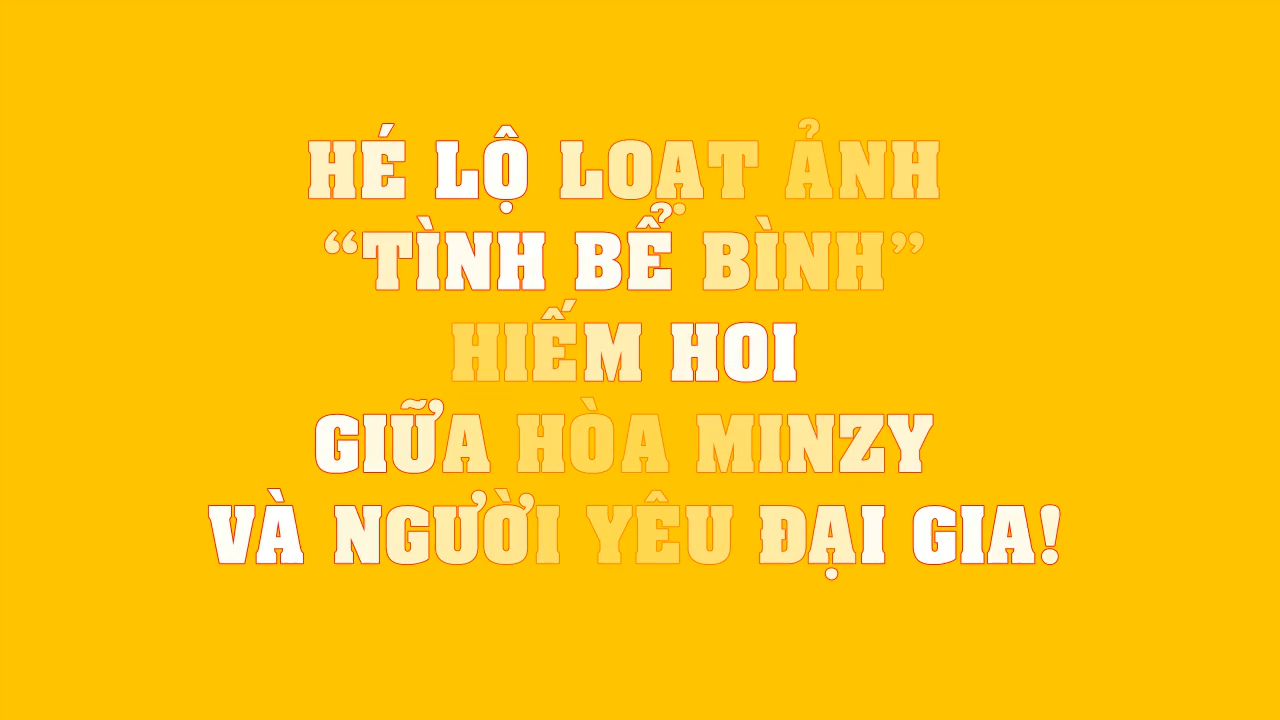 HÉ LỘ LOẠT ẢNH
“TÌNH BỂ BÌNH”
HIẾM HOI
GIỮA HÒA MINZY
VÀ NGƯỜI YÊU ĐẠI GIA!